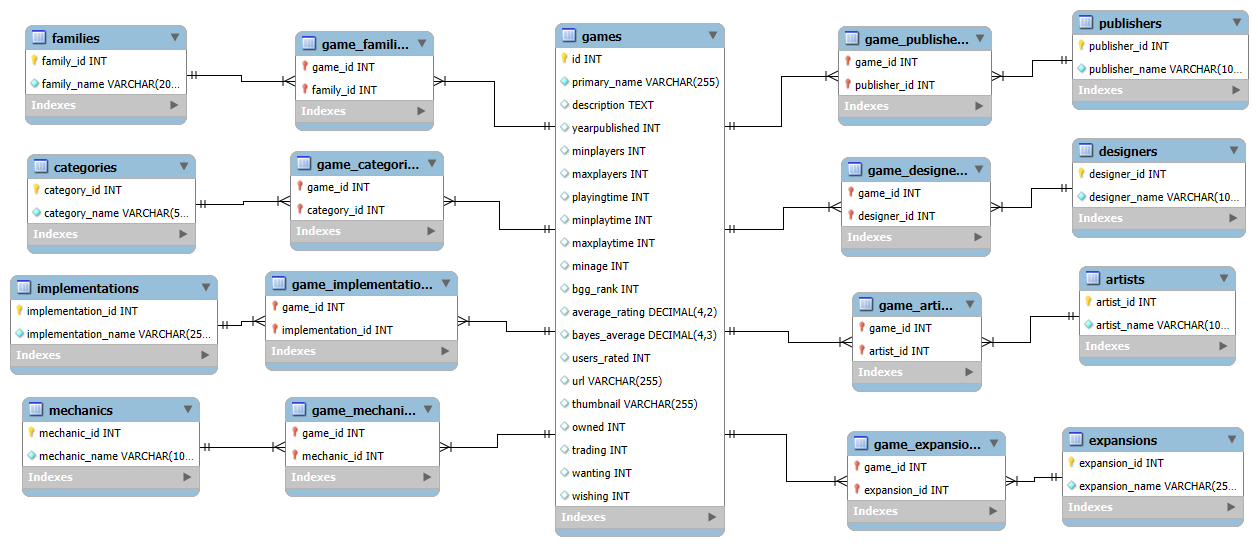 families
family_id INT
family_name VARCHAR(20...
Indexes
game_famili...
game_id INT
family_id INT
Indexes
categories
category_id INT
category_name VARCHAR(5...
Indexes
game_categori...
game_id INT
category_id INT
Indexes
implementations
implementation_id INT
implementation_name VARCHAR(25...
Indexes
game_implementatio...
game_id INT
implementation_id INT
Indexes
mechanics
mechanic_id INT
mechanic_name VARCHAR(10...
Indexes
game_mechani...
game_id INT
mechanic_id INT
Indexes
games
id INT
primary_name VARCHAR(255)
description TEXT
yearpublished INT
minplayers INT
maxplayers INT
playingtime INT
minplaytime INT
maxplaytime INT
minage INT
bgg_rank INT
average_rating DECIMAL(4,2)
bayes_average DECIMAL(4,3)
users_rated INT
url VARCHAR(255)
thumbnail VARCHAR(255)
owned INT
trading INT
wanting INT
wishing INT
Indexes
game_publishe...
game_id INT
publisher_id INT
Indexes
publishers
publisher_id INT
publisher_name VARCHAR(10...
Indexes
game_designe...
game_id INT
designer_id INT
Indexes
designers
designer_id INT
designer_name VARCHAR(10...
Indexes
game_arti...
game_id INT
artist_id INT
Indexes
artists
artist_id INT
artist_name VARCHAR(10...
Indexes
game_expansio...
game_id INT
expansion_id INT
Indexes
expansions
expansion_id INT
expansion_name VARCHAR(25...
Indexes